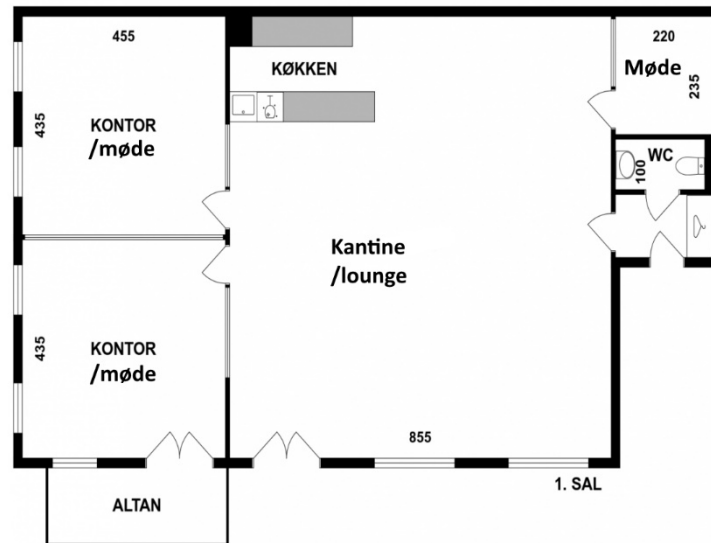 455
435
KONTOR
/møde
KØKKEN
220
Møde
235
WC
100
Kantine
/lounge
435
KONTOR
/møde
855
1. SAL
ALTAN